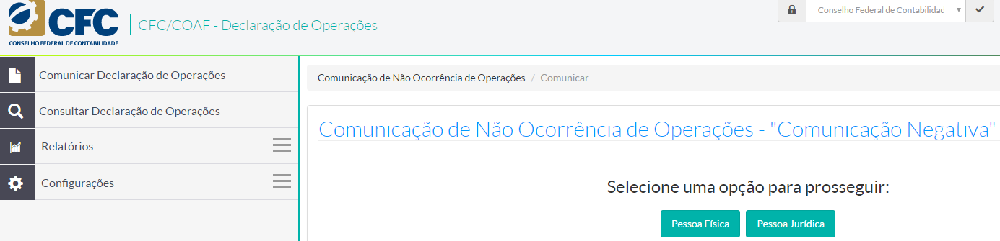 CFC
CONSELHO FEDERAL DE CONTABILIDADE
CFC/COAF - Declaração de Operações
Conselho Federal de Contabilidac
Comunicar Declaração de Operações
Consultar Declaração de Operações
Relatórios
Configurações
Comunicação de Não Ocorrência de Operações / Comunicar
Comunicação de Não Ocorrência de Operações - "Comunicação Negativa"
Selecione uma opção para prosseguir:
Pessoa Física
Pessoa Jurídica